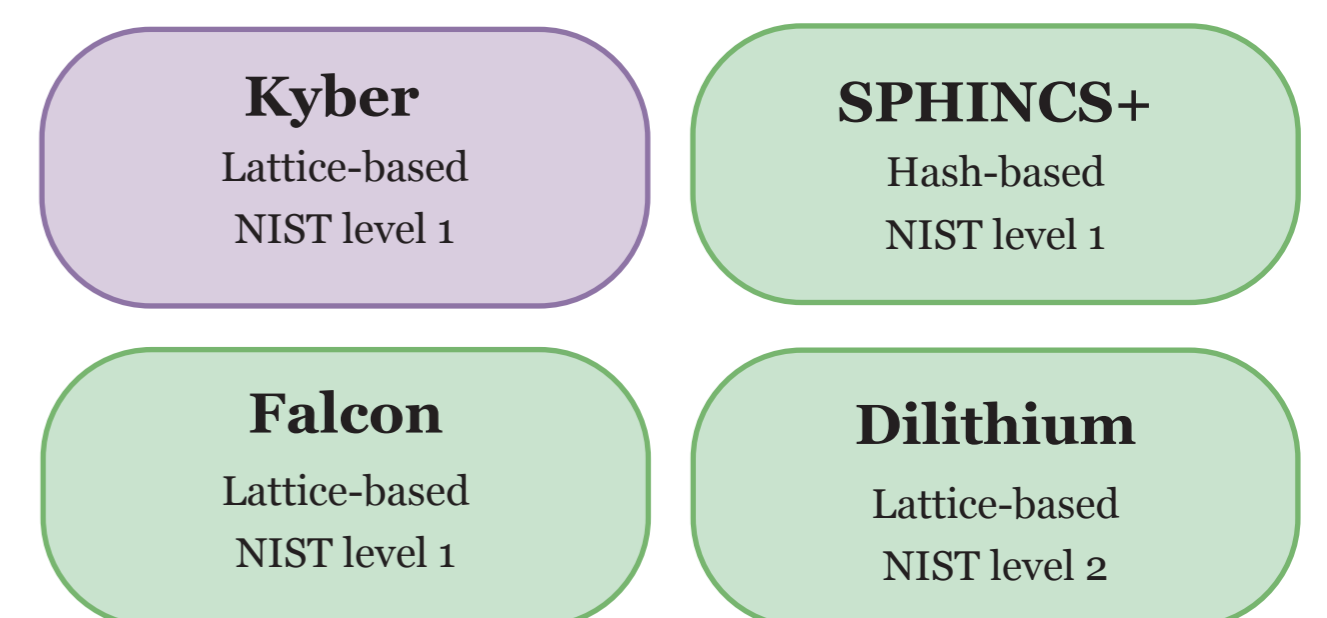 Kyber
Lattice-based
NIST level 1
SPHINCS+
Hash-based
NIST level 1
Falcon
Lattice-based
NIST level 1
Dilithium
Lattice-based
NIST level 2